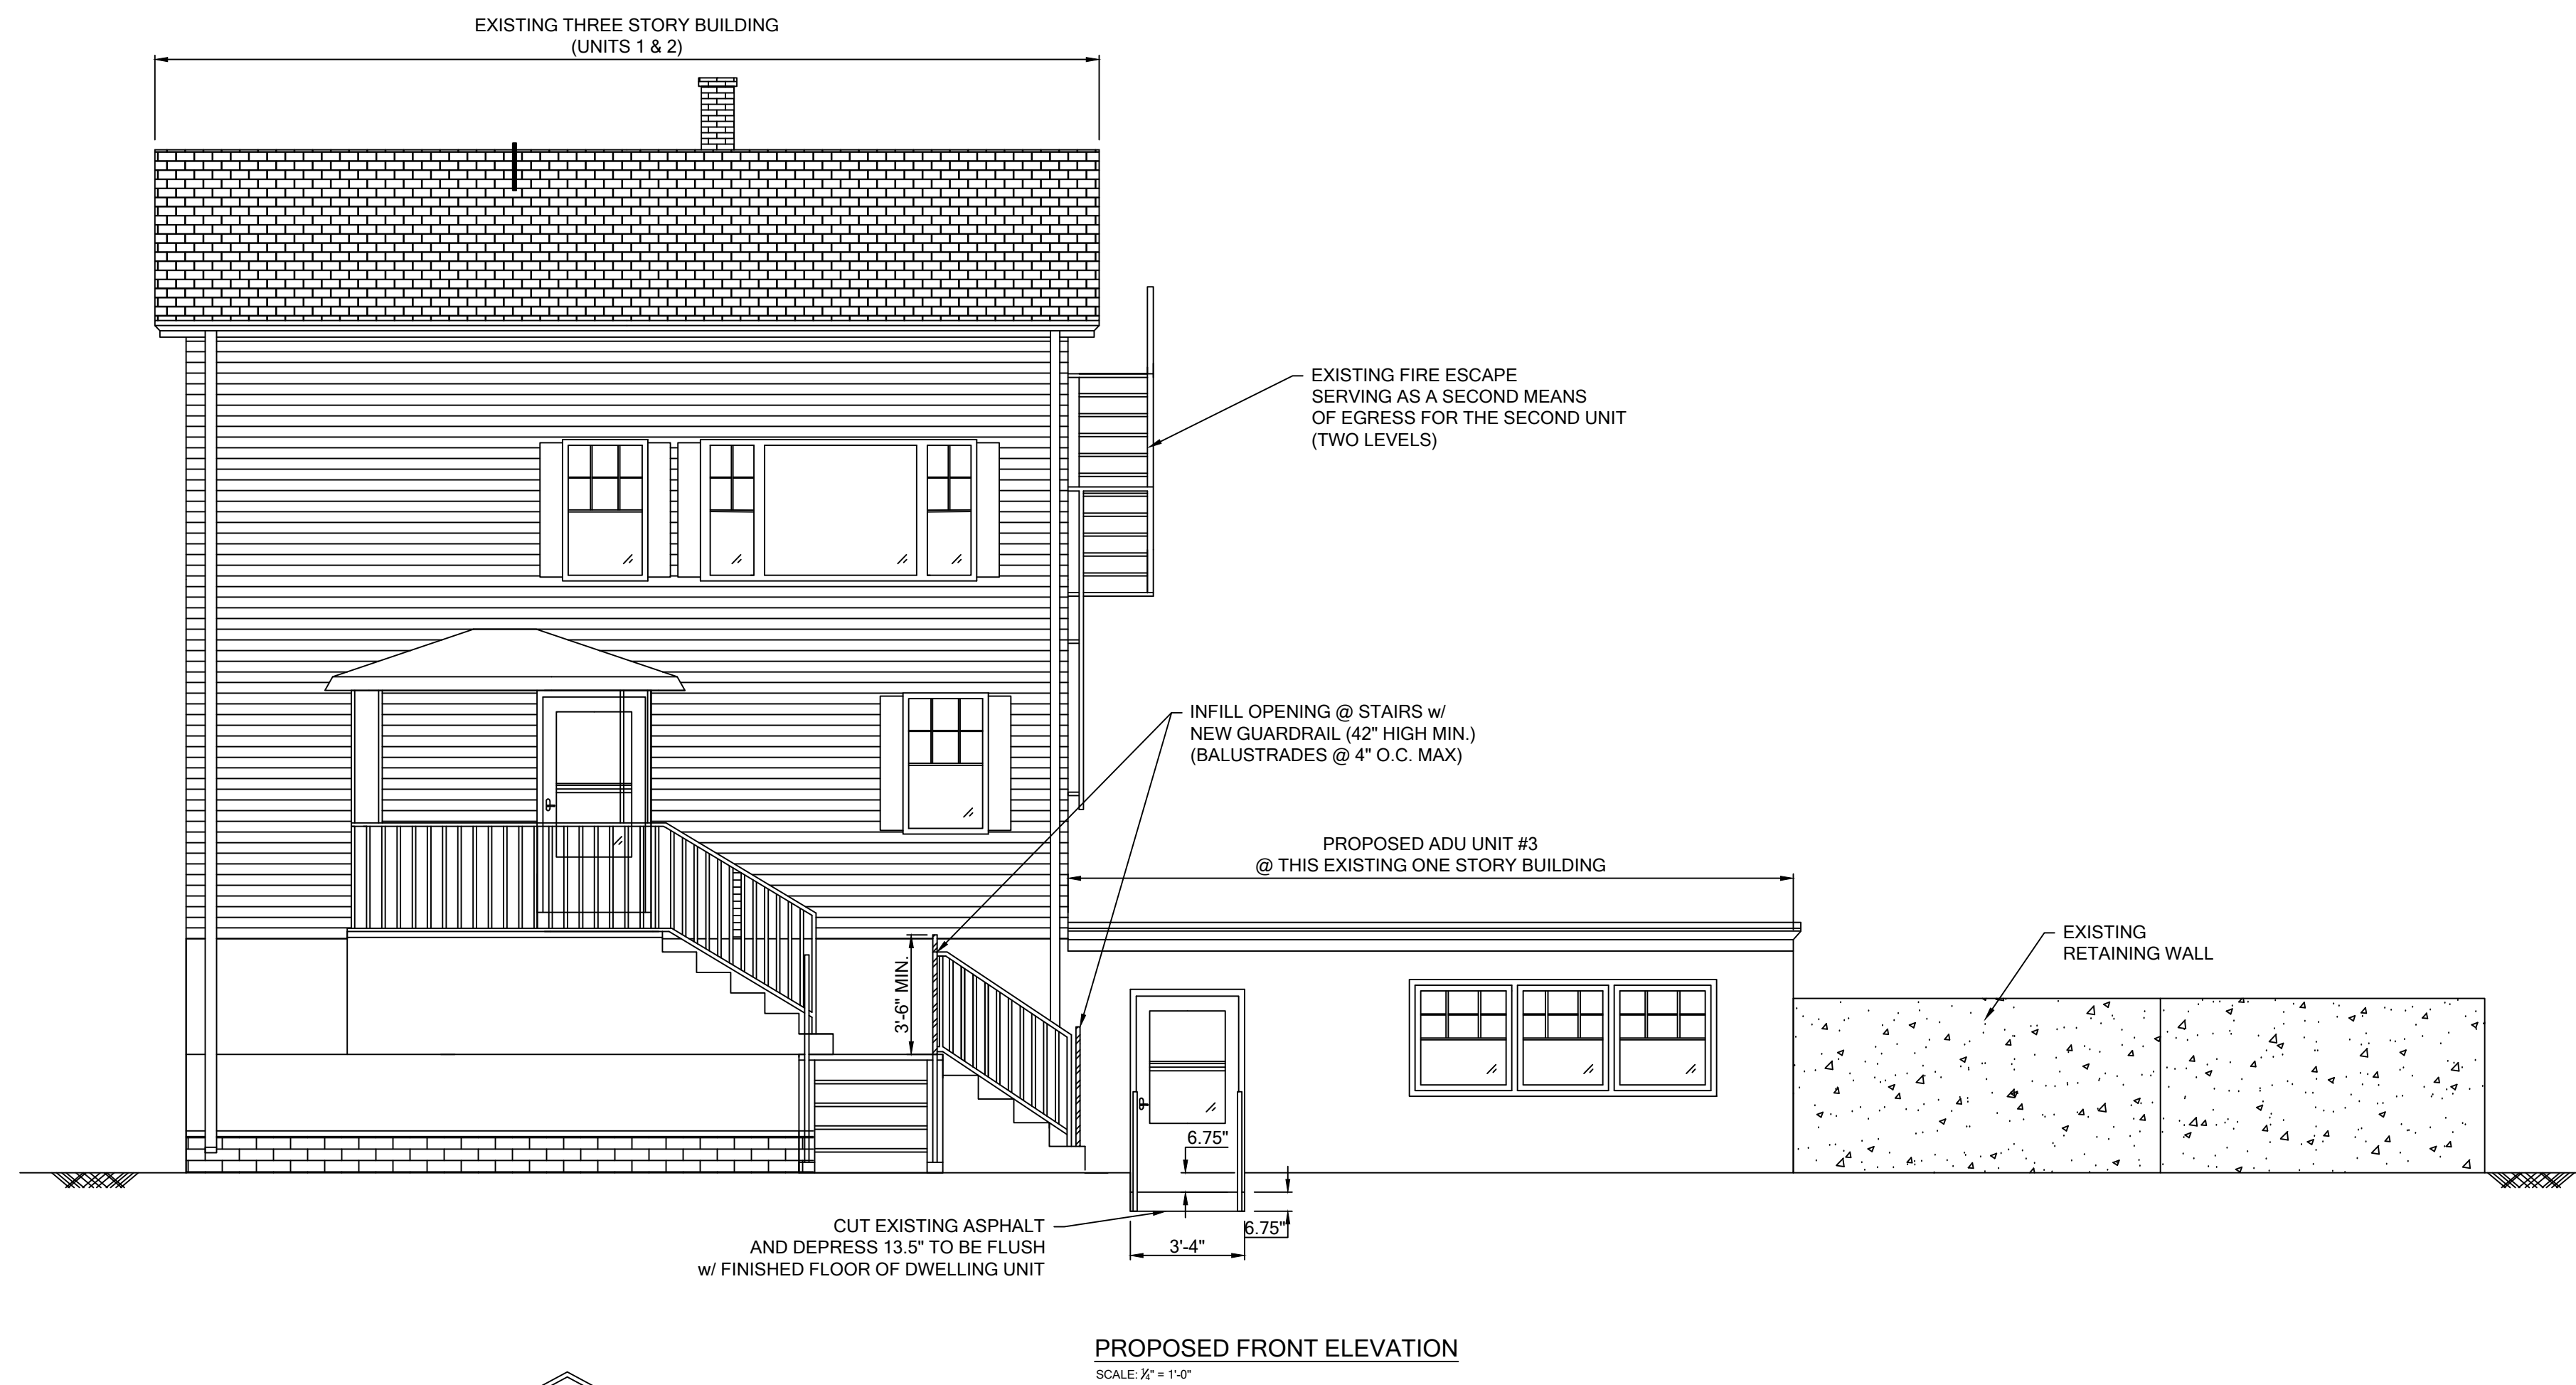 EXISTING THREE STORY BUILDING
(UNITS 1 & 2)
EXISTING FIRE ESCAPE
SERVING AS A SECOND MEANS
OF EGRESS FOR THE SECOND UNIT
(TWO LEVELS)
INFILL OPENING @ STAIRS w/
NEW GUARDRAIL (42" HIGH MIN.)
(BALUSTRADES @ 4" O.C. MAX)
PROPOSED ADU UNIT #3
@ THIS EXISTING ONE STORY BUILDING
EXISTING
RETAINING WALL
3'-6" MIN.
6.75"
6.75"
3'-4"
CUT EXISTING ASPHALT
AND DEPRESS 13.5" TO BE FLUSH
w/ FINISHED FLOOR OF DWELLING UNIT
PROPOSED FRONT ELEVATION
SCALE: ¼" = 1'-0"